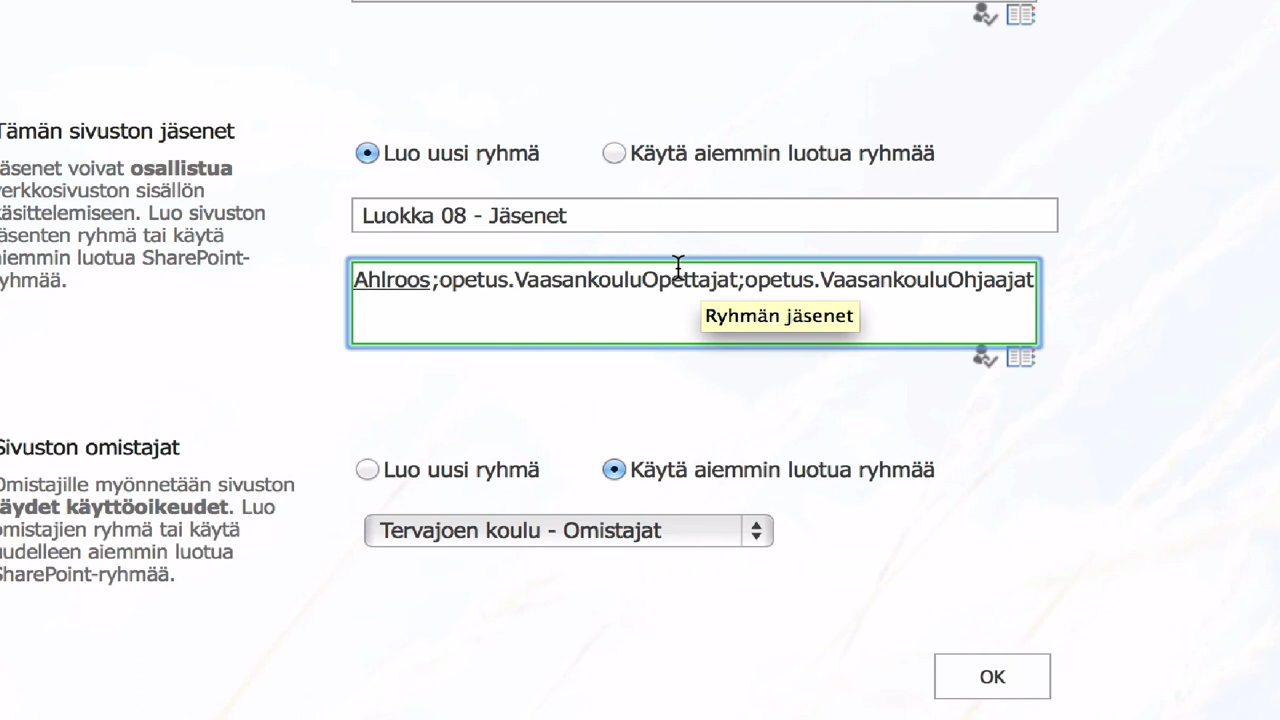 Tämän sivuston jäsenet
Luo uusi ryhmä
Käytä aiemmin luotua ryhmää
äsenet voivat osallistua
verkkosivuston sisällön
käsittelemiseen. Luo sivuston
jäsenten ryhmä tai käytä
aiemmin luotua SharePoint-
ryhmää.
Luokka 08 - Jäsenet
Ahlroos;opetus.VaasankouluOpettajat;opetus.VaasankouluOhjaajat
Ryhmän jäsenet
Sivuston omistajat
Luo uusi ryhmä
Käytä aiemmin luotua ryhmää
Omistajille myönnetään sivuston
täydet käyttöoikeudet. Luo
omistajien ryhmä tai käytä
uudelleen aiemmin luotua
SharePoint-ryhmää.
Tervajoen koulu - Omistajat
OK